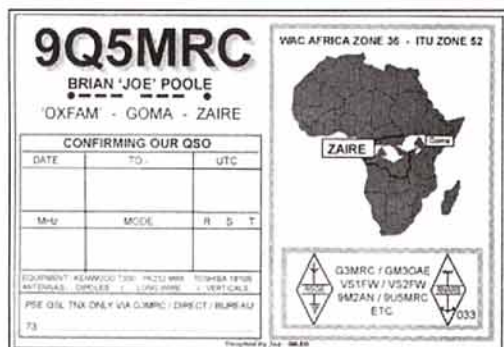 9Q5MRC
BRIAN 'JOE' POOLE
'OXFAM' - GOMA - ZAIRE
CONFIRMING OUR QSO
DATE TO - UTC
MHz MODE R S T
EQUIPMENT: KENWOOD
ANTENNAS: DIPOLES / LONG WIRE / VERTICALS
PSE QSL TNX ONLY VIA G3MRC / DIRECT / BUREAU
73
WAC AFRICA ZONE 36 - ITU ZONE 52
ZAIRE
Goma
G3MRC / GM3OAE
VS1FW / VS2FW
9M2AN / 9U5MRC
ETC
RSGB
033